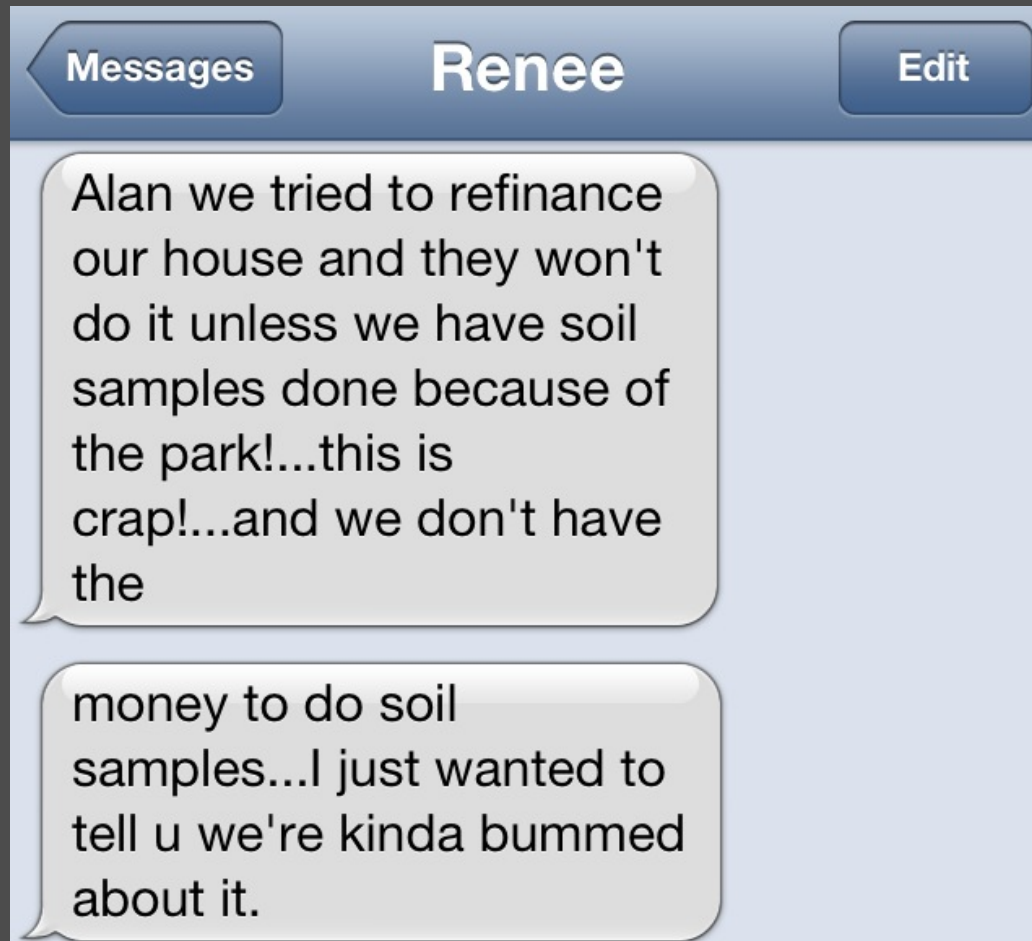 Messages Renee Edit
Alan we tried to refinance
our house and they won't
do it unless we have soil
samples done because of
the park!...this is
crap!...and we don't have
the
money to do soil
samples...I just wanted to
tell u we're kinda bummed
about it.